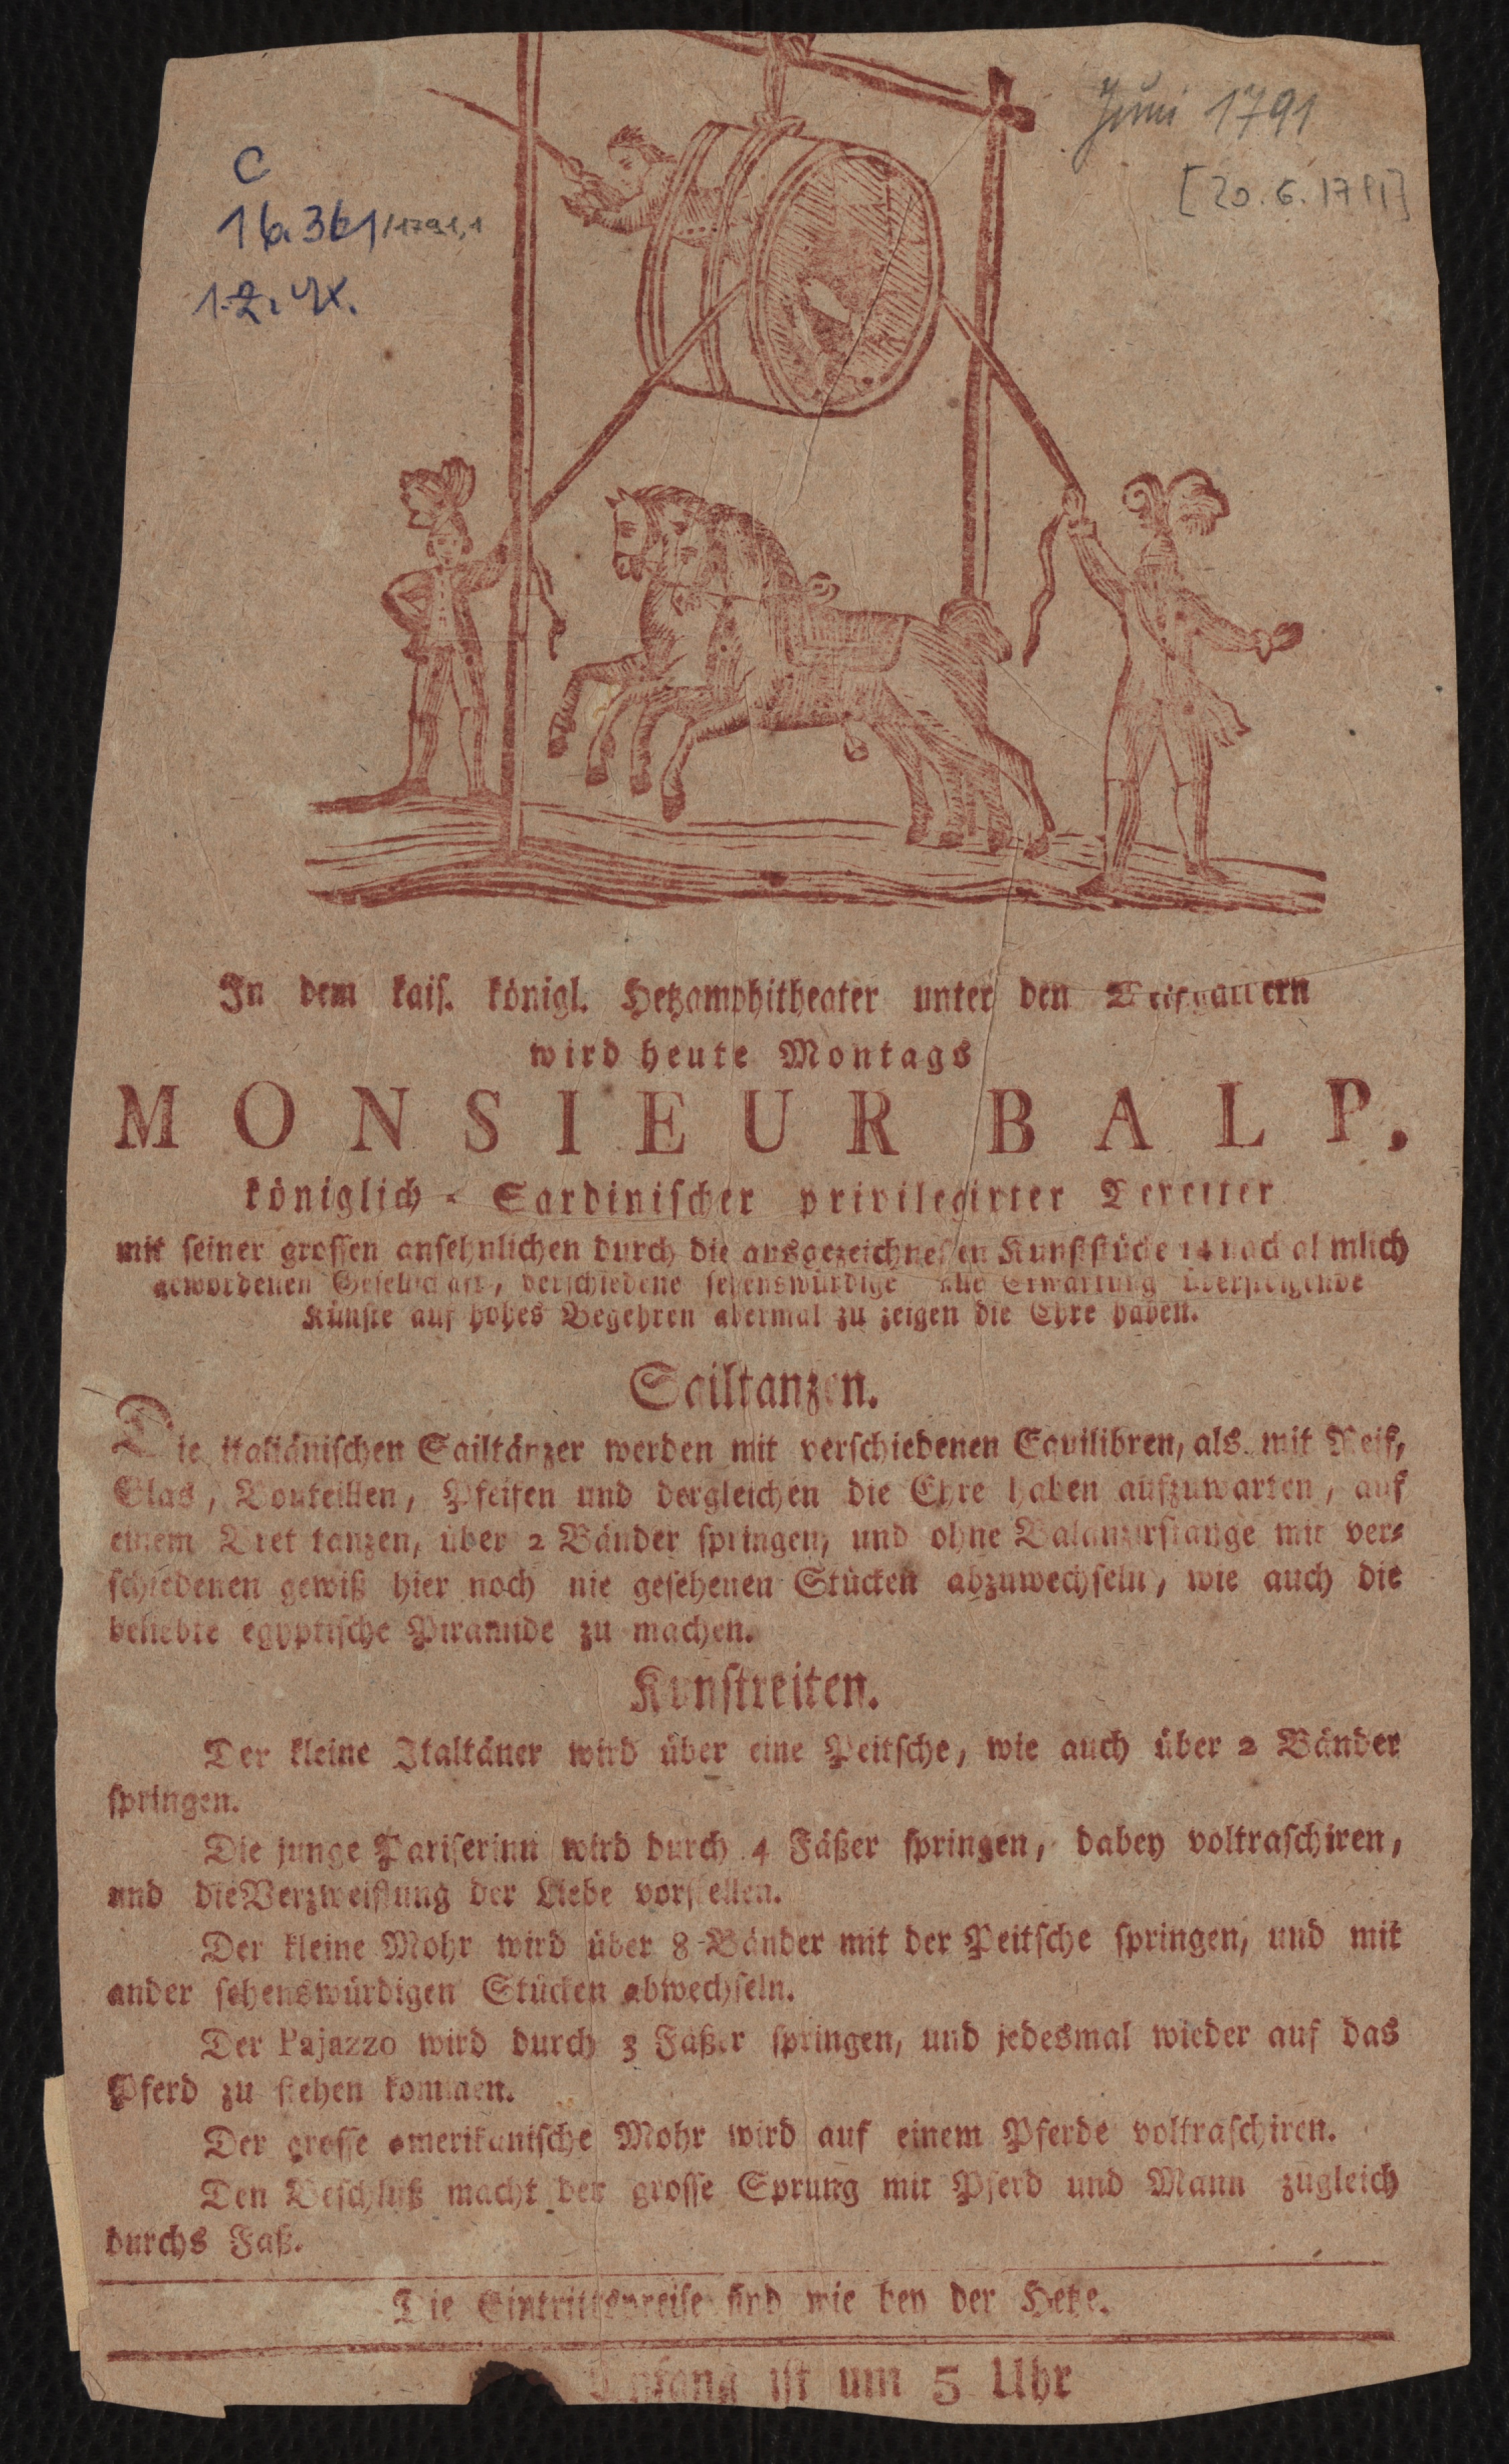 Juni 1791
[20.6.1791]
C
16.361/1791,1
In dem kais. königl. Hetzamphitheater unter den
wird heute Montags
MONSIEUR BALP,
königlich-Sardinischer privilegirter Bereiter
mit seiner grossen ansehnlichen durch die ausgezeichnesten Kunststücke
gewordenen Gesellschaft, verschiedene sehenswürdige alle Erwartung übersteigende
Künste auf hohes Begehren abermal zu zeigen die Ehre haben.
Sailtanzen.
Die italiänischen Sailtänzer werden mit verschiedenen Equilibren, als mit Reif,
Glas, Bouteillen, Pfeifen und dergleichen die Ehre haben aufzuwarten, auf
einem Bret tanzen, über 2 Bänder springen, und ohne Balanzirstange mit ver=
schiedenen gewiß hier noch nie gesehenen Stücken abzuwechseln, wie auch die
beliebte egyptische Piramide zu machen.
Kunstreiten.
Der kleine Italiäner wird über eine Peitsche, wie auch über 2 Bänder
springen.
Die junge Pariserinn wird durch 4 Fäßer springen, dabey voltraschiren,
und die Verzweiflung der Liebe vorstellen.
Der kleine Mohr wird über 8 Bänder mit der Peitsche springen, und mit
ander sehenswürdigen Stücken abwechseln.
Der Pajazzo wird durch 3 Fäßer springen, und jedesmal wieder auf das
Pferd zu stehen kommen.
Der grosse amerikanische Mohr wird auf einem Pferde voltraschiren.
Den Beschluß macht der grosse Sprung mit Pferd und Mann zugleich
durchs Faß.
Die Eintrittspreise sind wie bey der Hetze.
ist um 5 Uhr